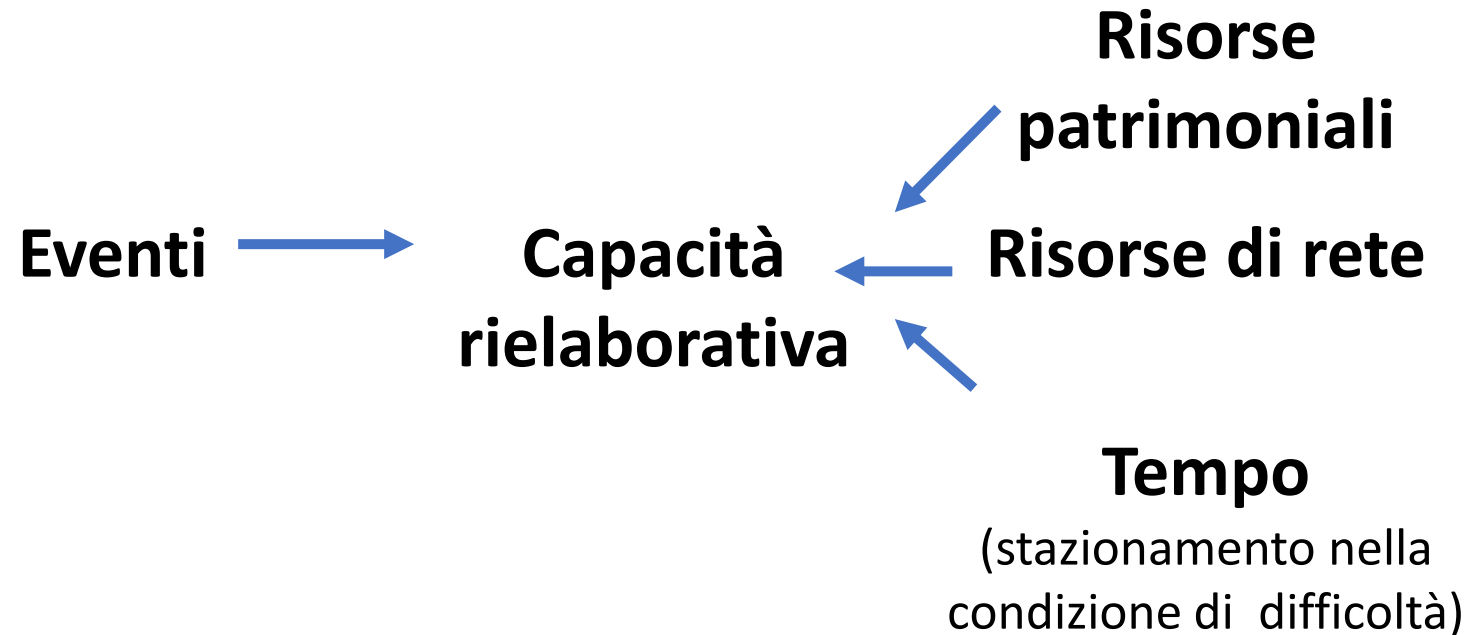 Risorse
patrimoniali
Eventi
Capacità
rielaborativa
Risorse di rete
Tempo
(stazionamento nella
condizione di  difficoltà)